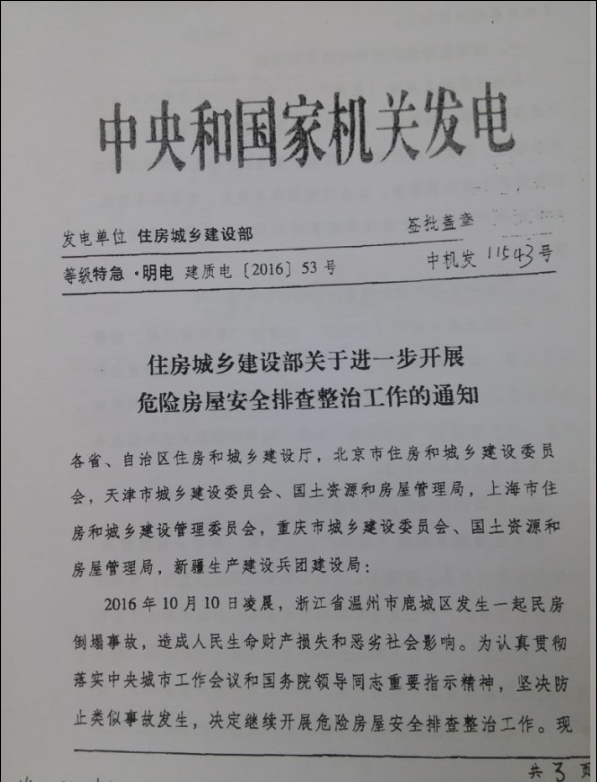 中央和国家机关发电
发电单位 住房城乡建设部 签批盖章
等级特急·明电 建质电〔2016〕53号 中机发 11543号
住房城乡建设部关于进一步开展
危险房屋安全排查整治工作的通知
各省、自治区住房和城乡建设厅，北京市住房和城乡建设委员
会，天津市城乡建设委员会、国土资源和房屋管理局，上海市住
房和城乡建设管理委员会，重庆市城乡建设委员会、国土资源和
房屋管理局，新疆生产建设兵团建设局：
2016年10月10日凌晨，浙江省温州市鹿城区发生一起民房
倒塌事故，造成人民生命财产损失和恶劣社会影响。为认真贯彻
落实中央城市工作会议和国务院领导同志重要指示精神，坚决防
止类似事故发生，决定继续开展危险房屋安全排查整治工作。现
共3页